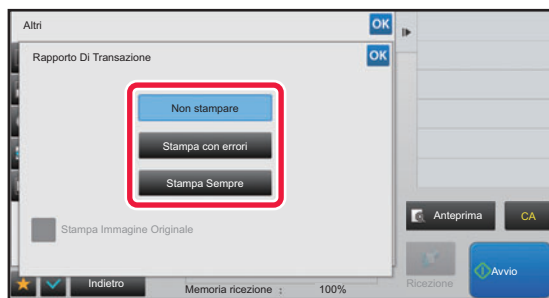 Altri
OK
Rapporto Di Transazione
OK
Non stampare
Stampa con errori
Stampa Sempre
Stampa Immagine Originale
Anteprima
CA
Indietro
Memoria ricezione : 100%
Ricezione
Avvio